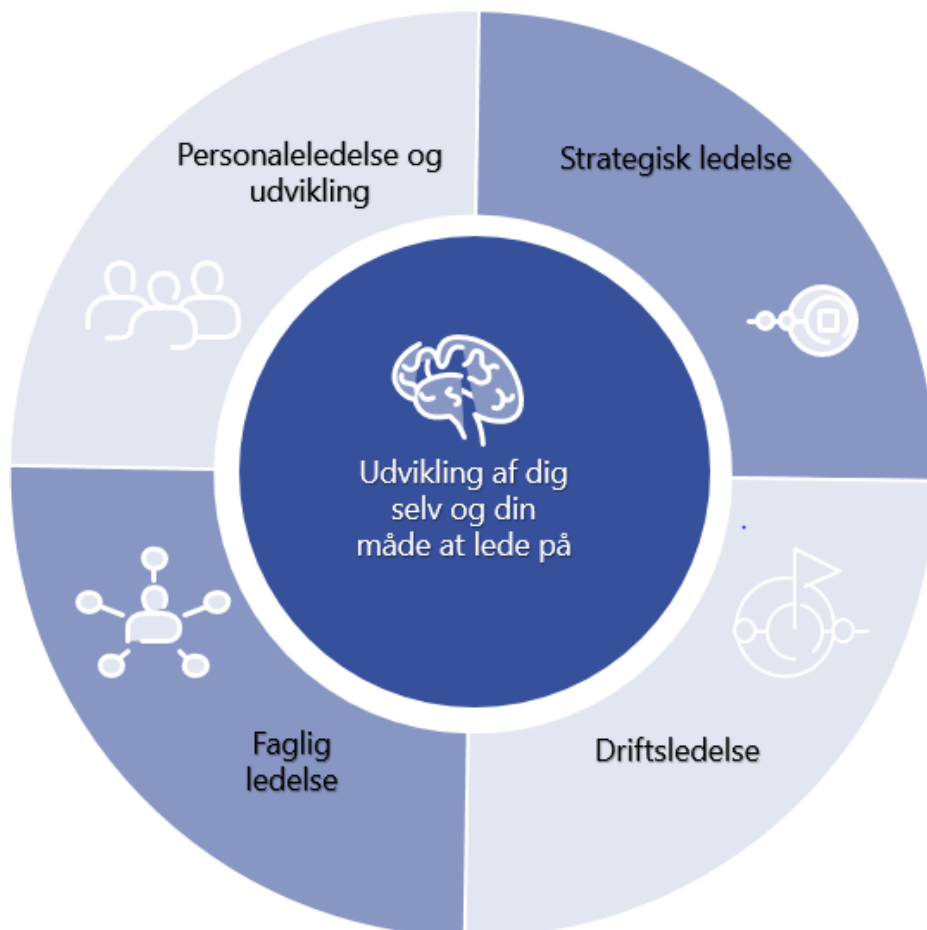 Personaleledelse og
udvikling
Strategisk ledelse
Udvikling af dig
selv og din
måde at lede på
Faglig
ledelse
Driftsledelse